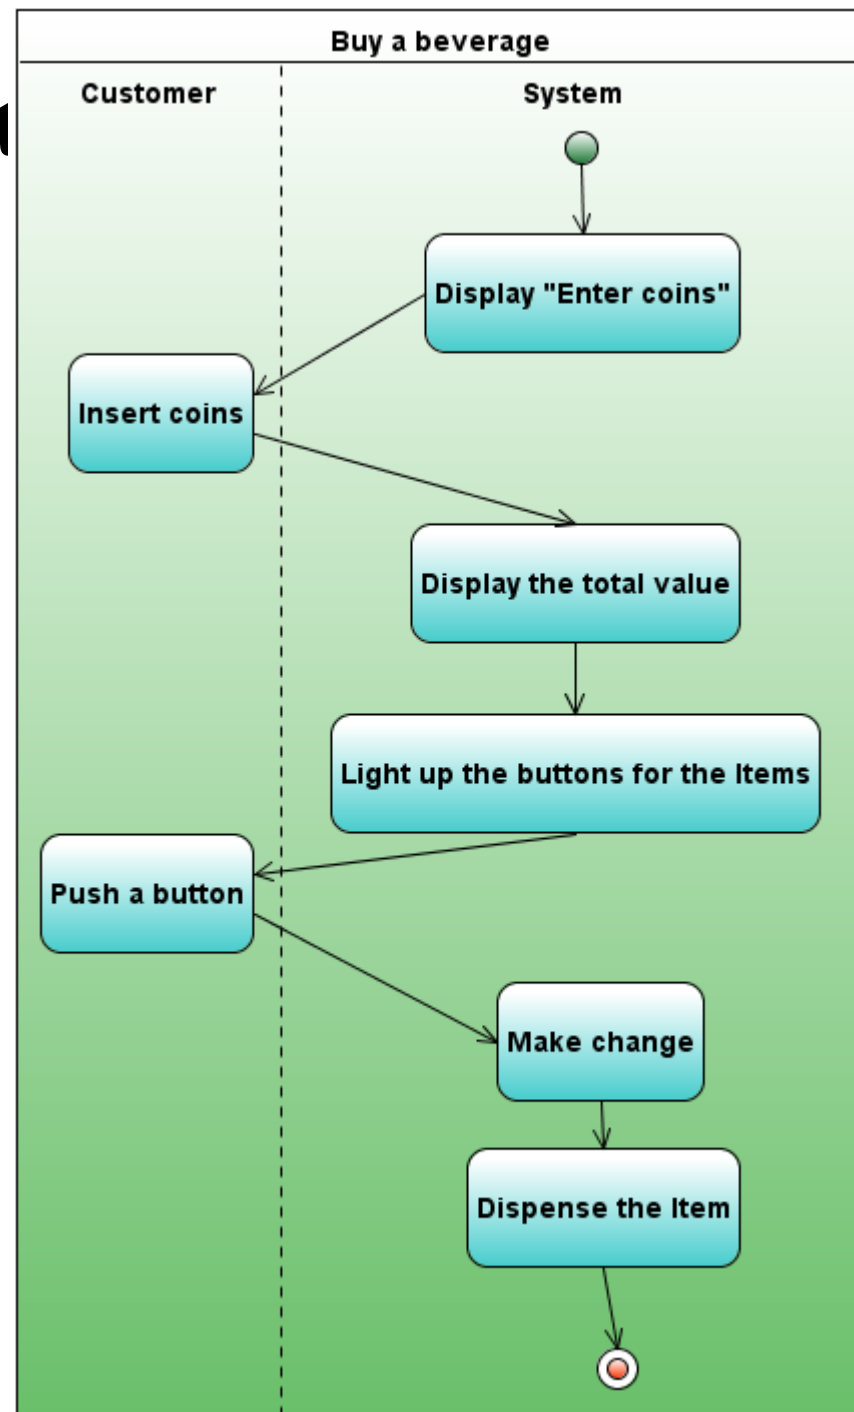 Buy a beverage
Customer
System
Display "Enter coins"
Insert coins
Display the total value
Light up the buttons for the Items
Push a button
Make change
Dispense the Item